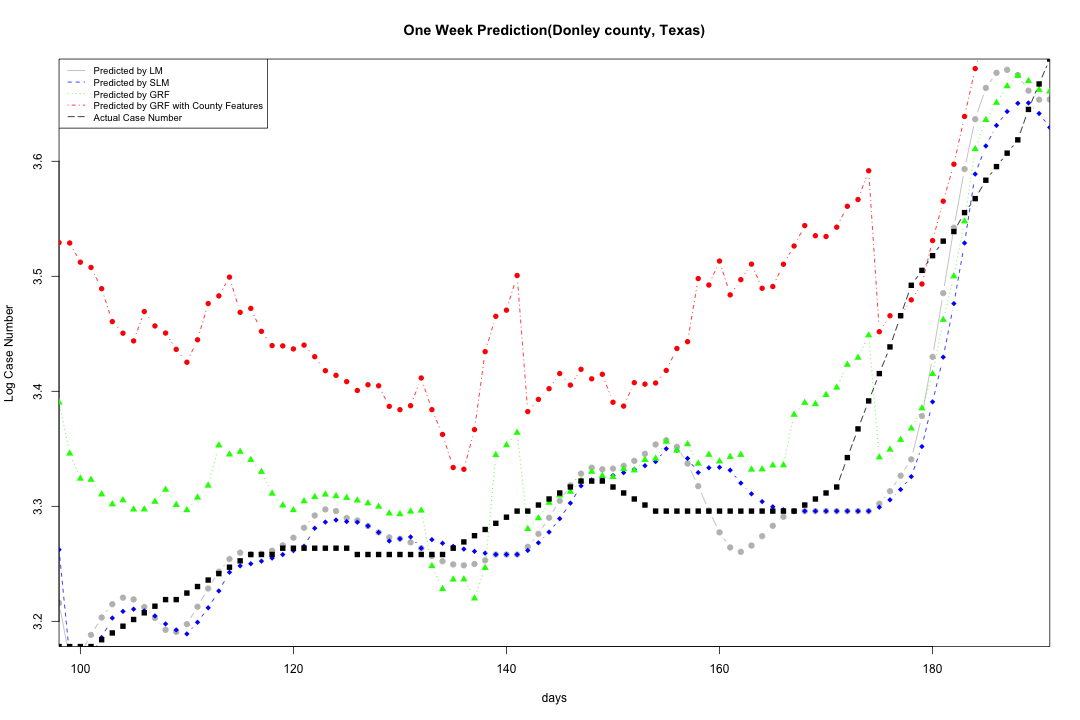 One Week Prediction(Donley county, Texas)
Predicted by LM
Predicted by SLM
Predicted by GRF
Predicted by GRF with County Features
Actual Case Number
3.6
3.5
3.4
3.3
3.2
Log Case Number
100 120 140 160 180
days